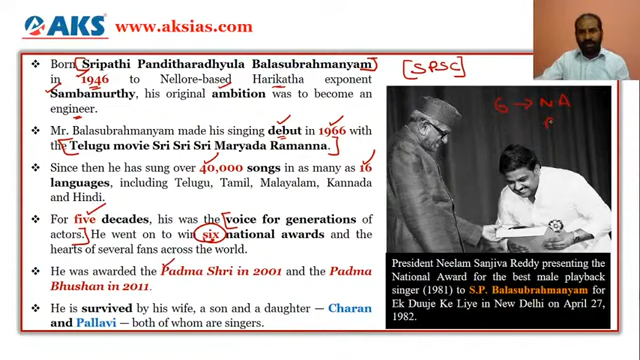 AKS
www.aksias.com
Born Sripathi Panditharadhyula Balasubrahmanyam
in 1946 to Nellore-based Harikatha exponent
Sambamurthy, his original ambition was to become an
engineer.
[SPSC]
Mr. Balasubrahmanyam made his singing debut in 1966 with
the Telugu movie Sri Sri Sri Maryada Ramanna.
Since then he has sung over 40,000 songs in as many as 16
languages, including Telugu, Tamil, Malayalam, Kannada
and Hindi.
For five decades, his was the voice for generations of
actors. He went on to win six national awards and the
hearts of several fans across the world.
He was awarded the Padma Shri in 2001 and the Padma
Bhushan in 2011.
He is survived by his wife, a son and a daughter — Charan
and Pallavi — both of whom are singers.
6 → NA
P
President Neelam Sanjiva Reddy presenting the
National Award for the best male playback
singer (1981) to S.P. Balasubrahmanyam for
Ek Duuje Ke Liye in New Delhi on April 27,
1982.